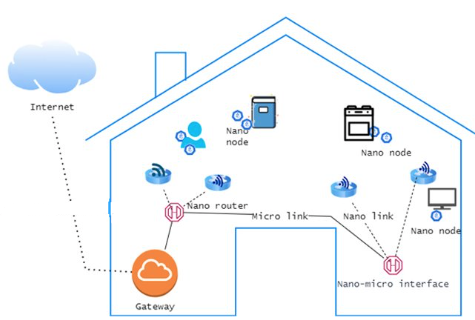 Internet
Nano
node
Nano node
Nano router
Micro link
Nano link
Nano node
Nano-micro interface
Gateway